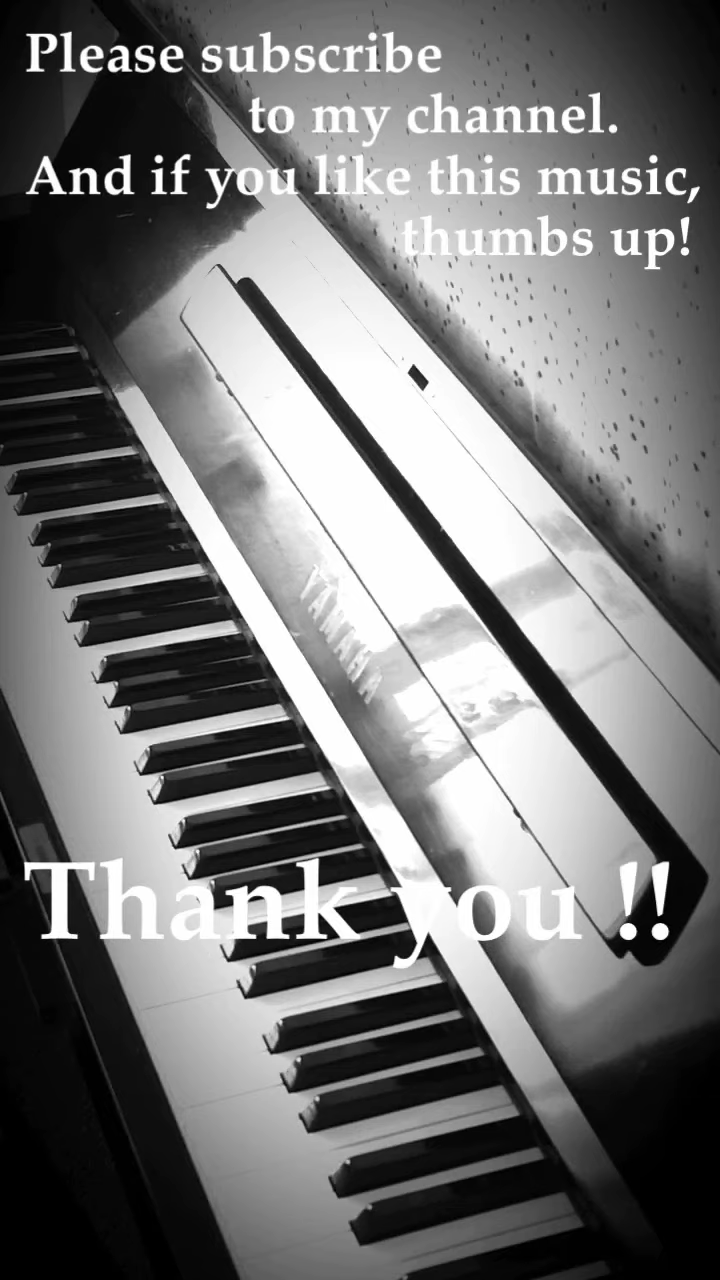 Please subscribe
to my channel.
And if you like this music,
thumbs up!
YAMAHA
Thank you !!